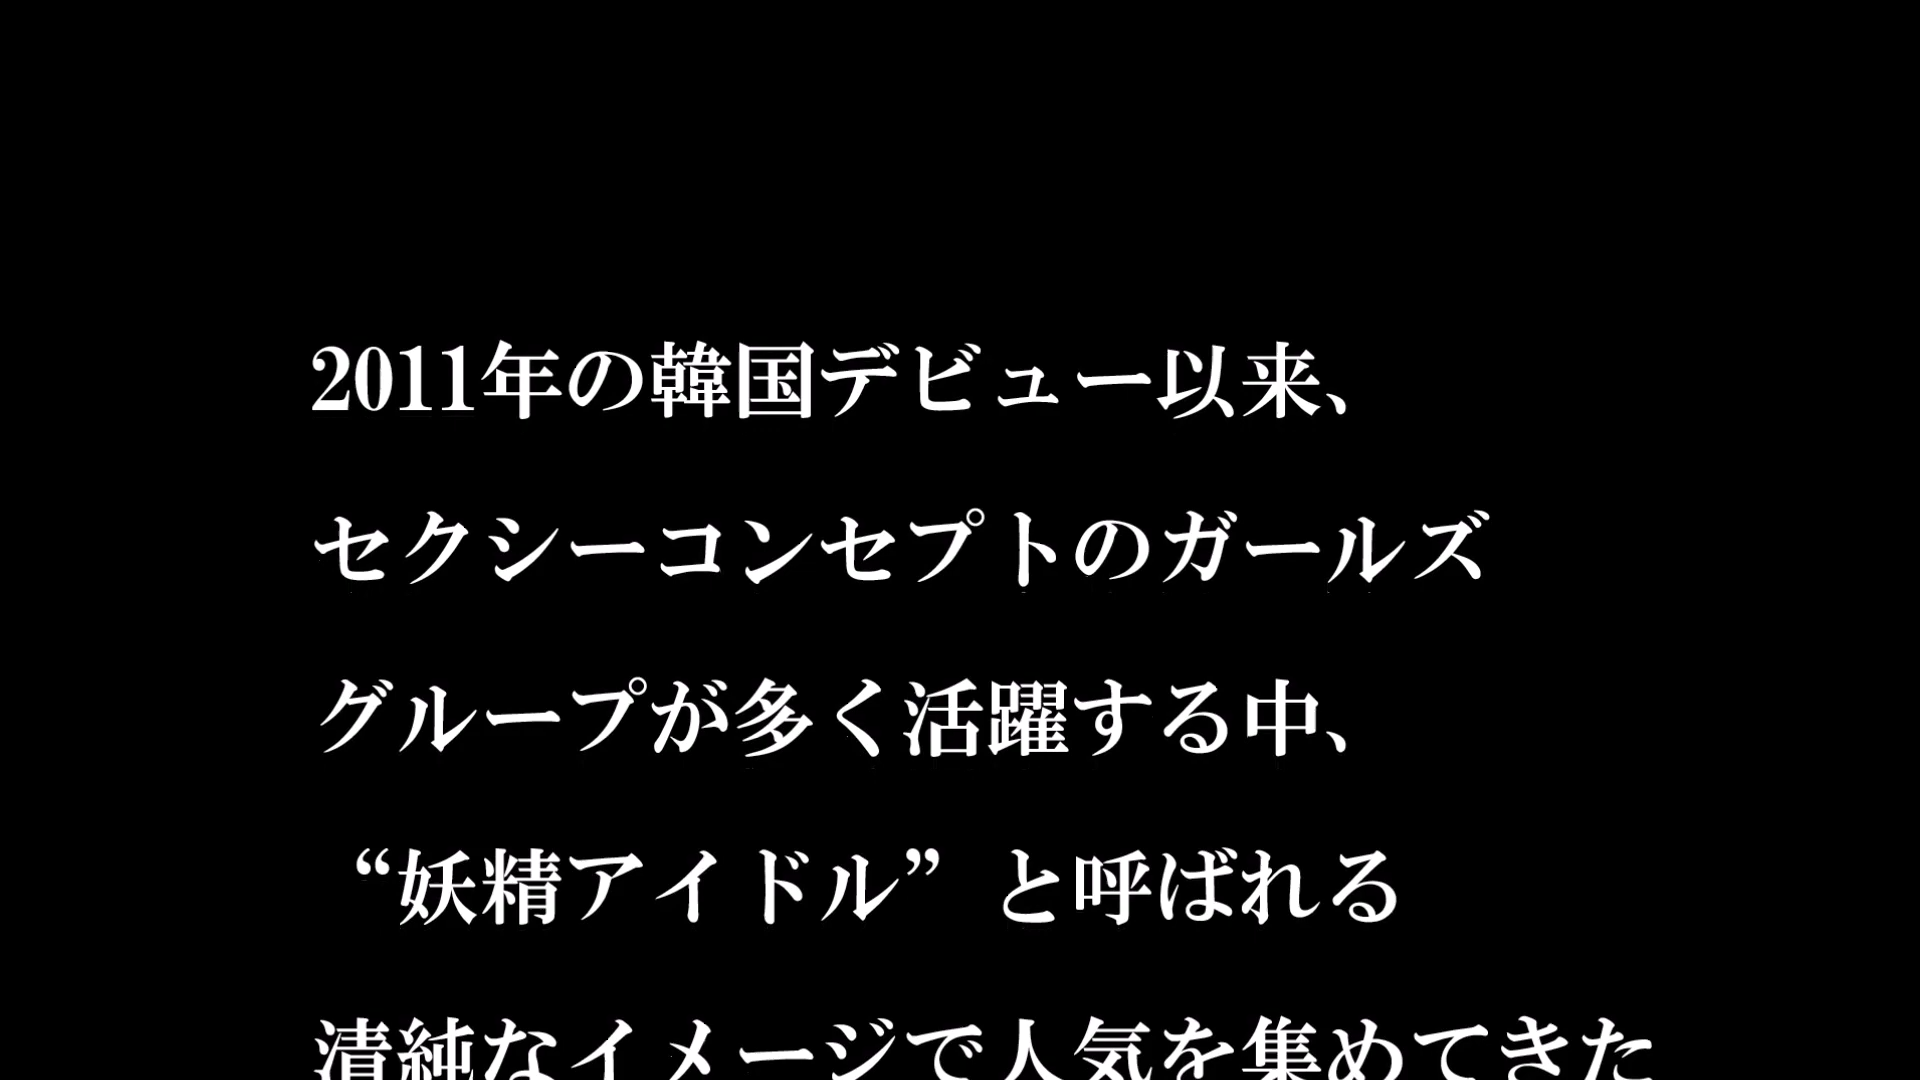 2011年の韓国デビュー以来、
セクシーコンセプトのガールズ
グループが多く活躍する中、
“妖精アイドル”と呼ばれる
清純なイメージで人気を集めてきた